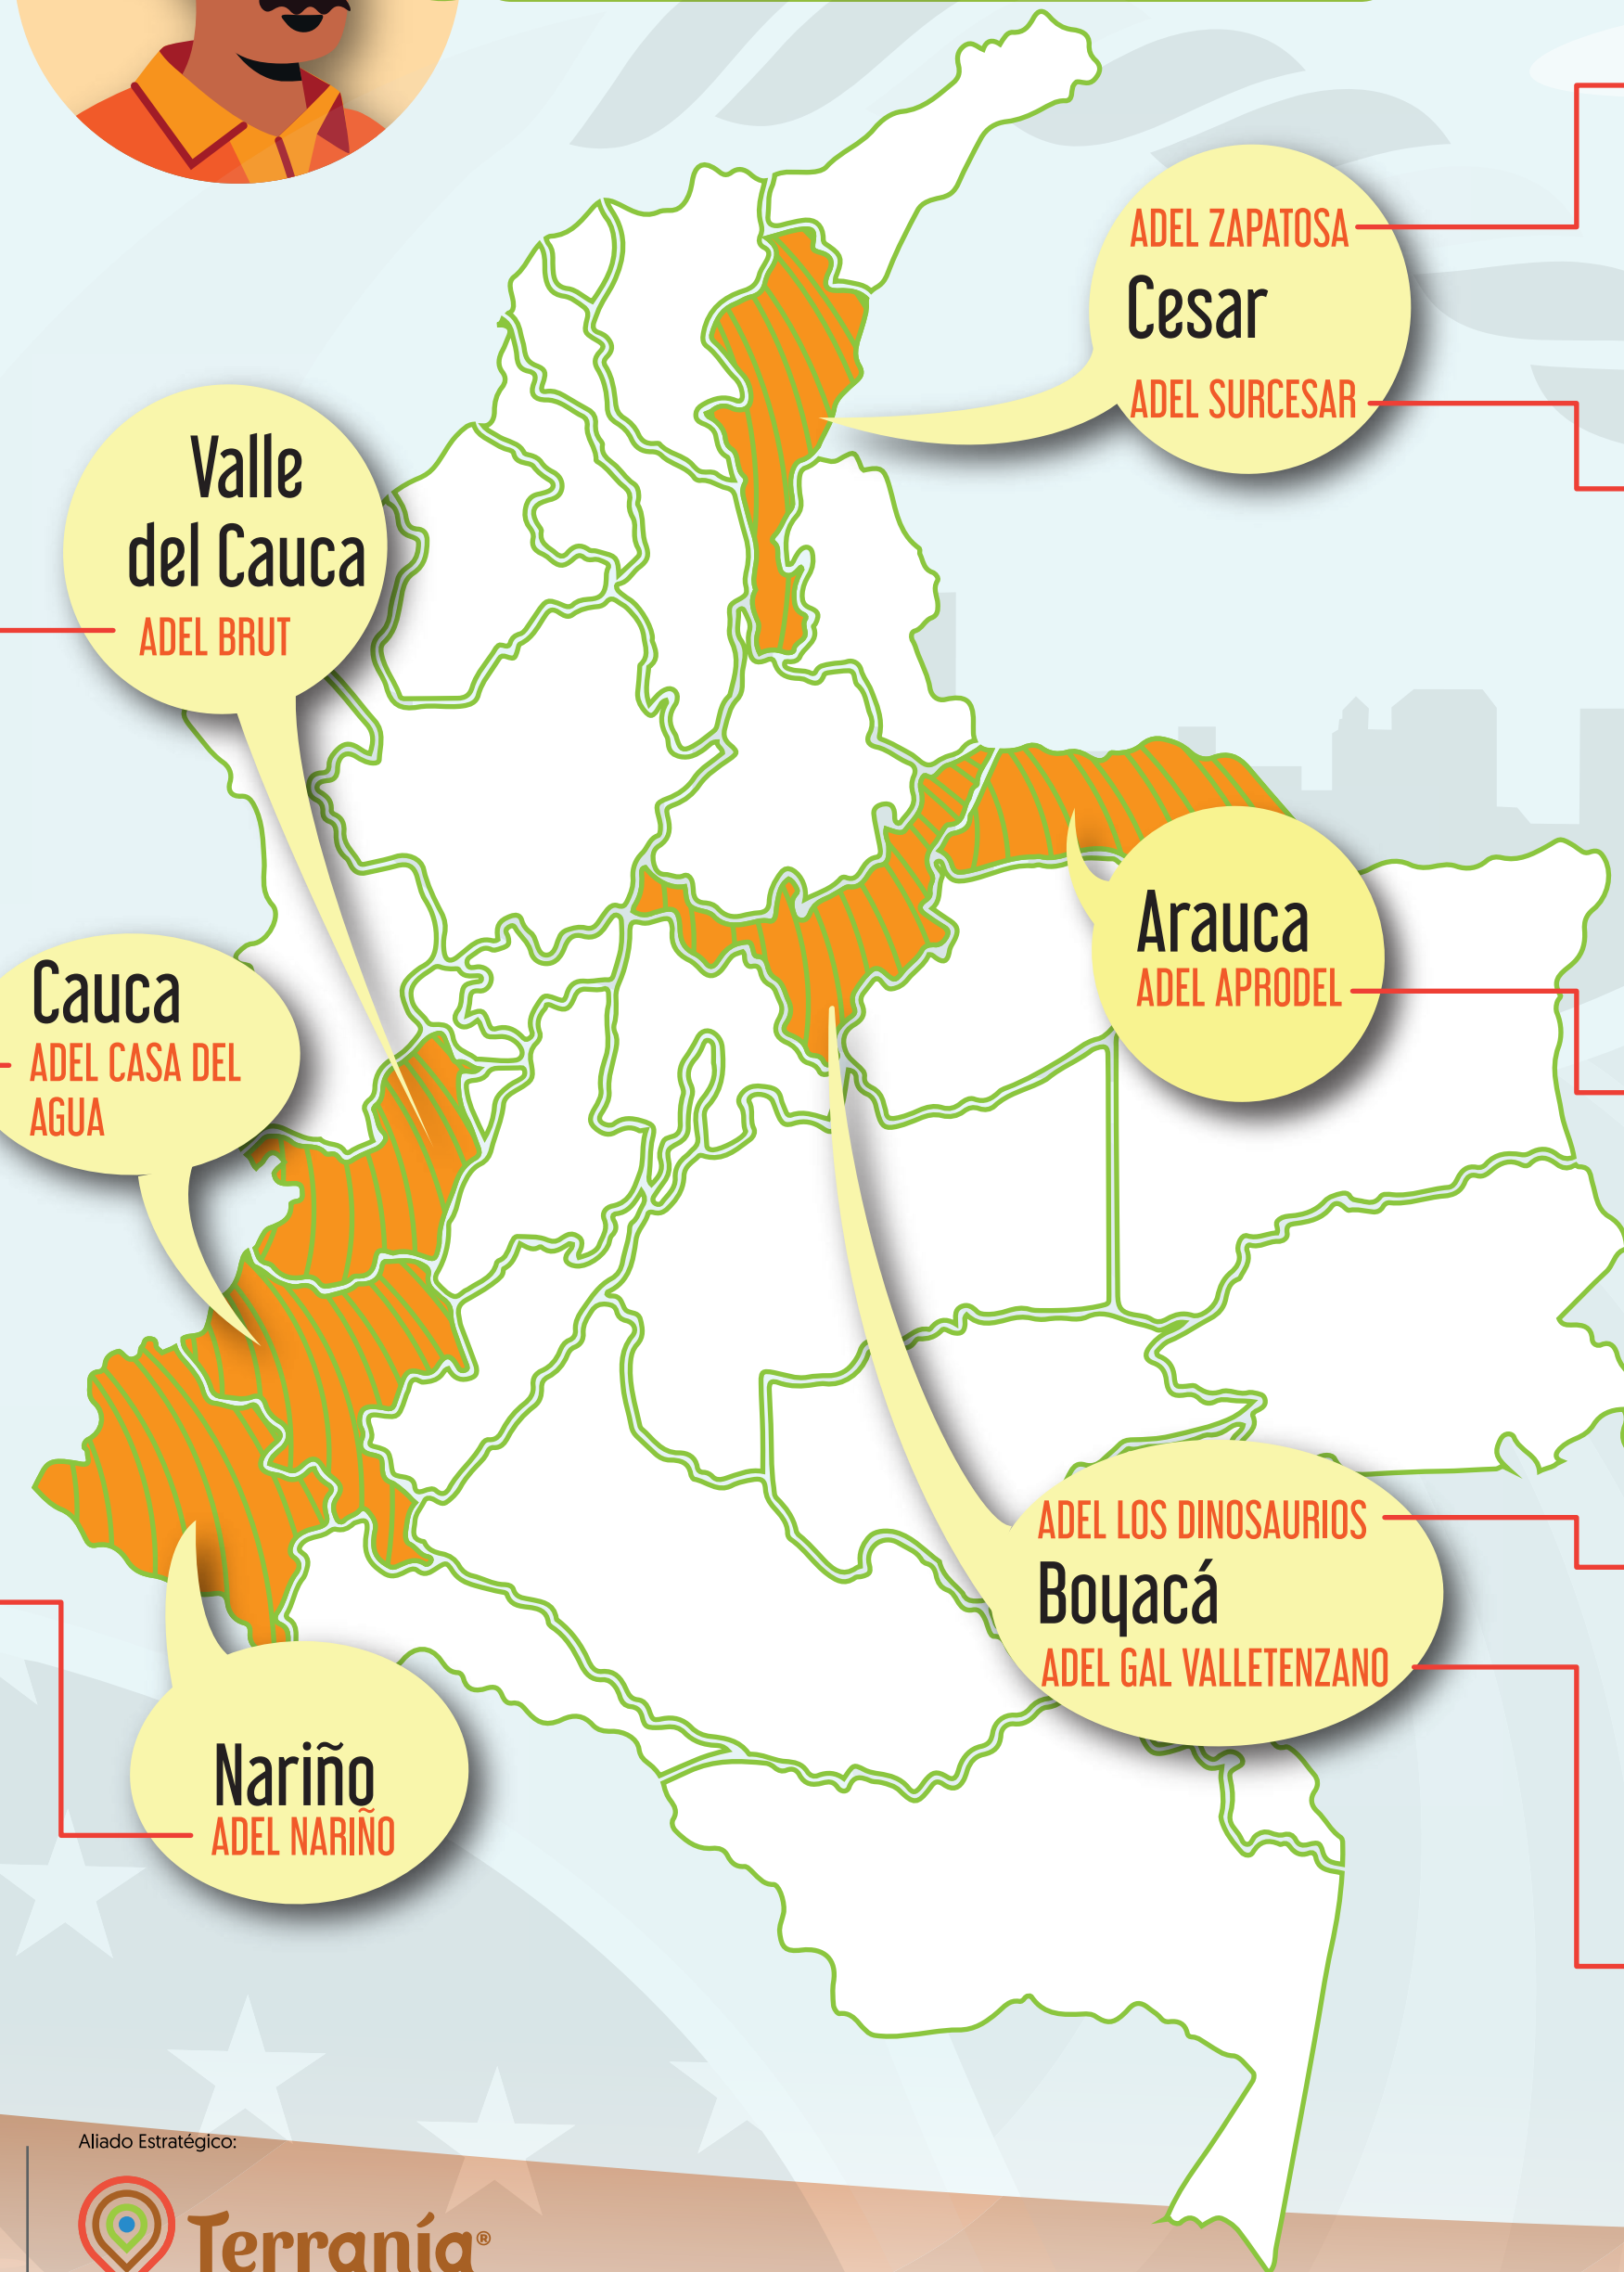 ADEL ZAPATOSA
Cesar
ADEL SURCESAR
Valle
del Cauca
ADEL BRUT
Arauca
ADEL APRODEL
Cauca
ADEL CASA DEL
AGUA
ADEL LOS DINOSAURIOS
Boyacá
ADEL GAL VALLETENZANO
Nariño
ADEL NARIÑO
Aliado Estratégico:
Terranía®